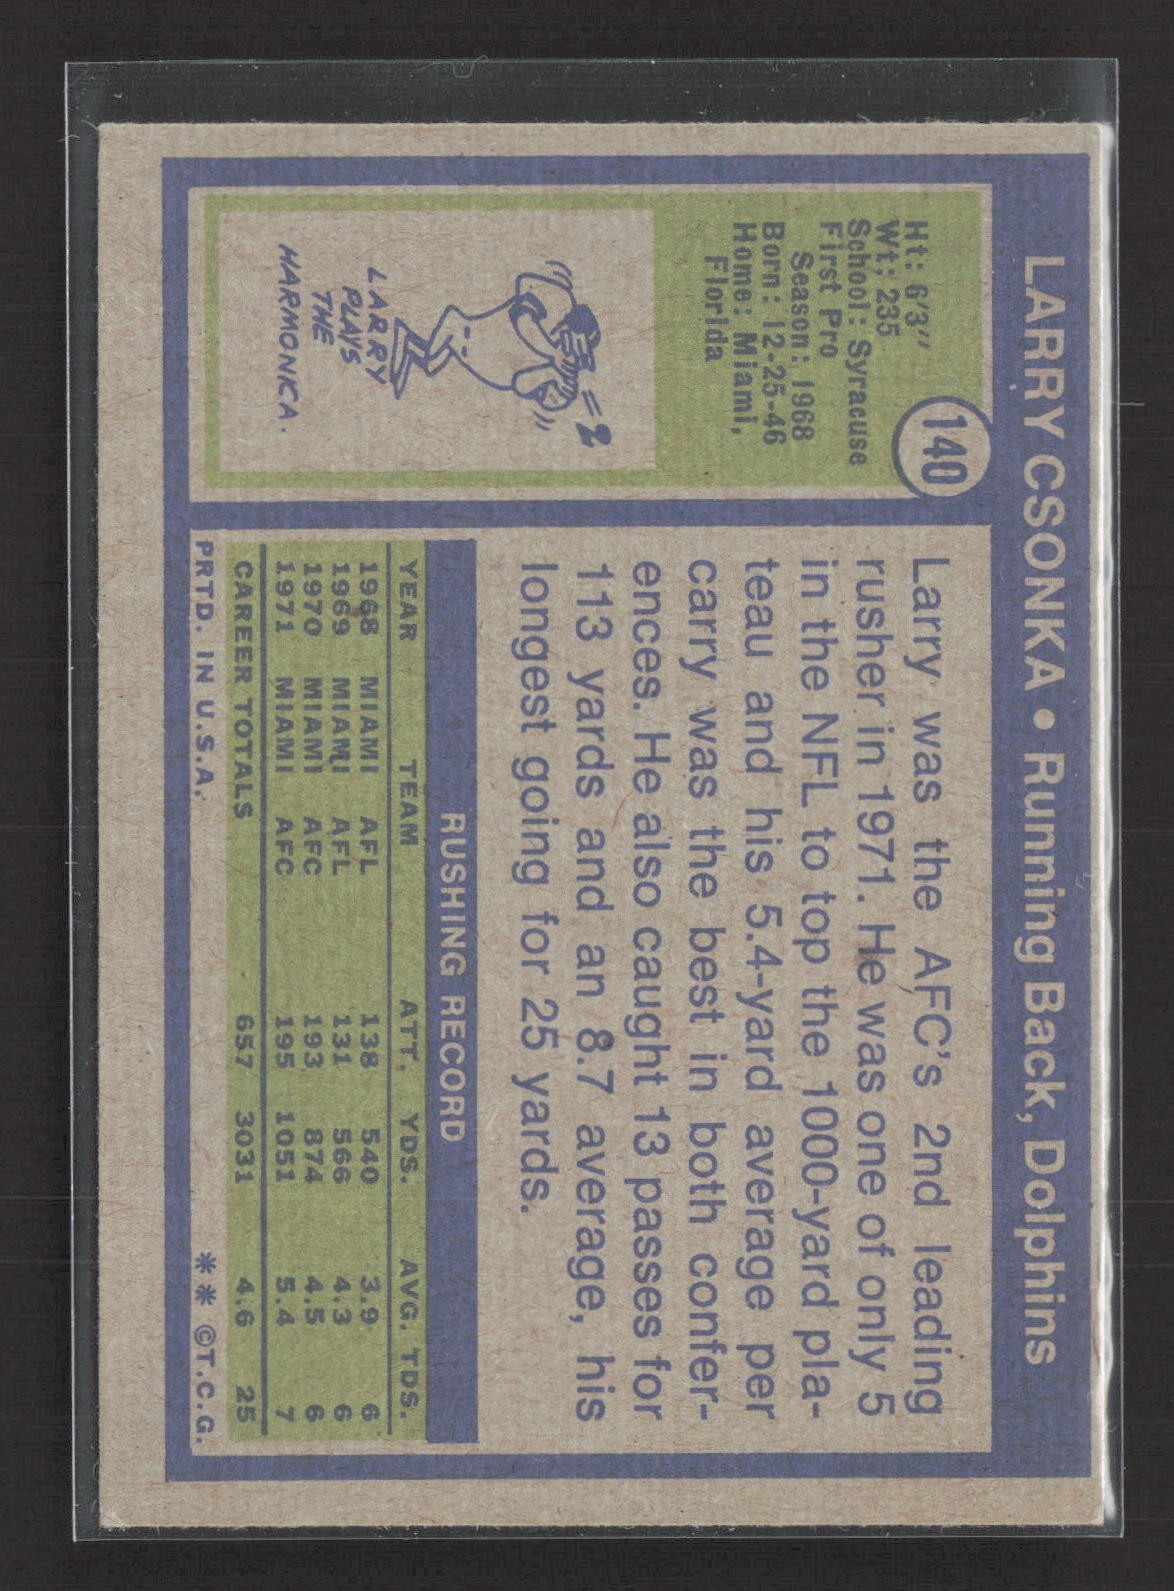 LARRY CSONKA • Running Back, Dolphins
140
Ht: 6'3"
Wt: 235
School: Syracuse
First Pro
Season: 1968
Born: 12-25-46
Home: Miami,
Florida
LARRY
PLAYS
THE
HARMONICA.
Larry was the AFC's 2nd leading
rusher in 1971. He was one of only 5
in the NFL to top the 1000-yard pla-
teau and his 5.4-yard average per
carry was the best in both confer-
ences. He also caught 13 passes for
113 yards and an 8.7 average, his
longest going for 25 yards.
RUSHING RECORD
YEAR TEAM ATT. YDS. AVG. TDS.
1968 MIAMI AFL 138 540 3.9 6
1969 MIAMI AFL 131 566 4.3 6
1970 MIAMI AFC 193 874 4.5 6
1971 MIAMI AFC 195 1051 5.4 7
CAREER TOTALS 657 3031 4.6 25
PRTD. IN U.S.A. ** ©T.C.G.